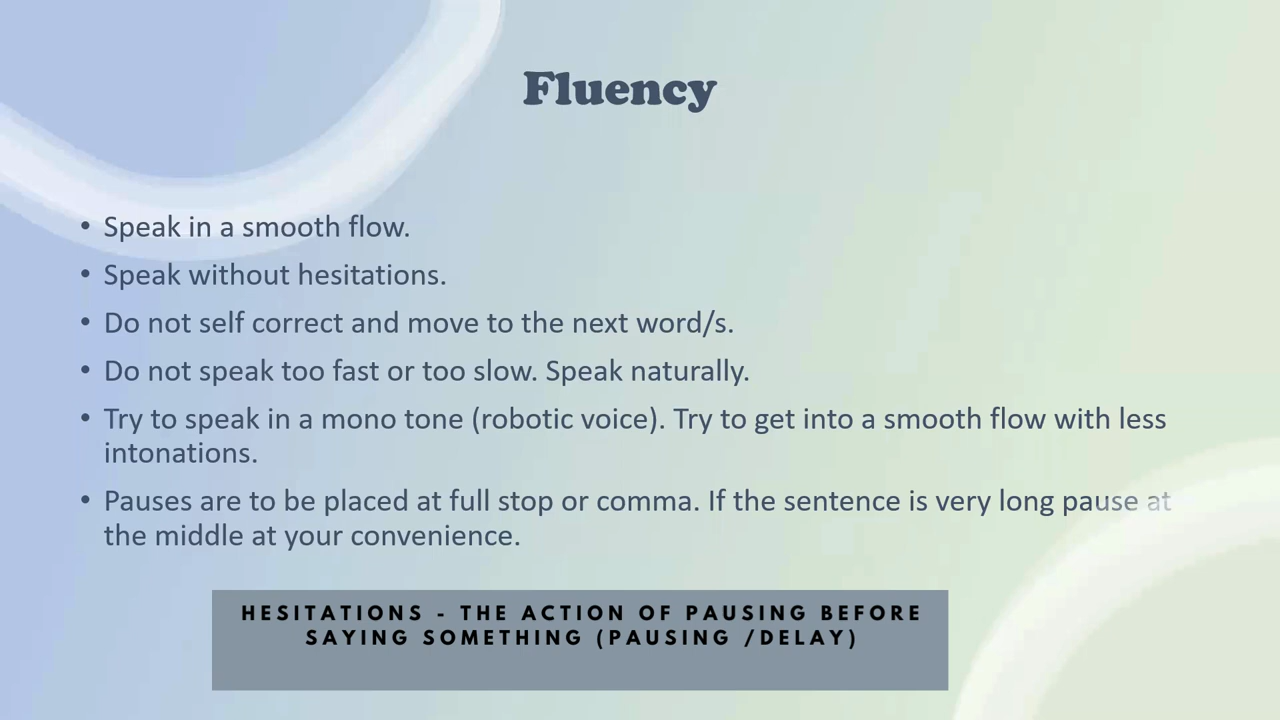 Fluency
• Speak in a smooth flow.
• Speak without hesitations.
• Do not self correct and move to the next word/s.
• Do not speak too fast or too slow. Speak naturally.
• Try to speak in a mono tone (robotic voice). Try to get into a smooth flow with less
intonations.
• Pauses are to be placed at full stop or comma. If the sentence is very long pause at
the middle at your convenience.
HESITATIONS - THE ACTION OF PAUSING BEFORE
SAYING SOMETHING (PAUSING /DELAY)